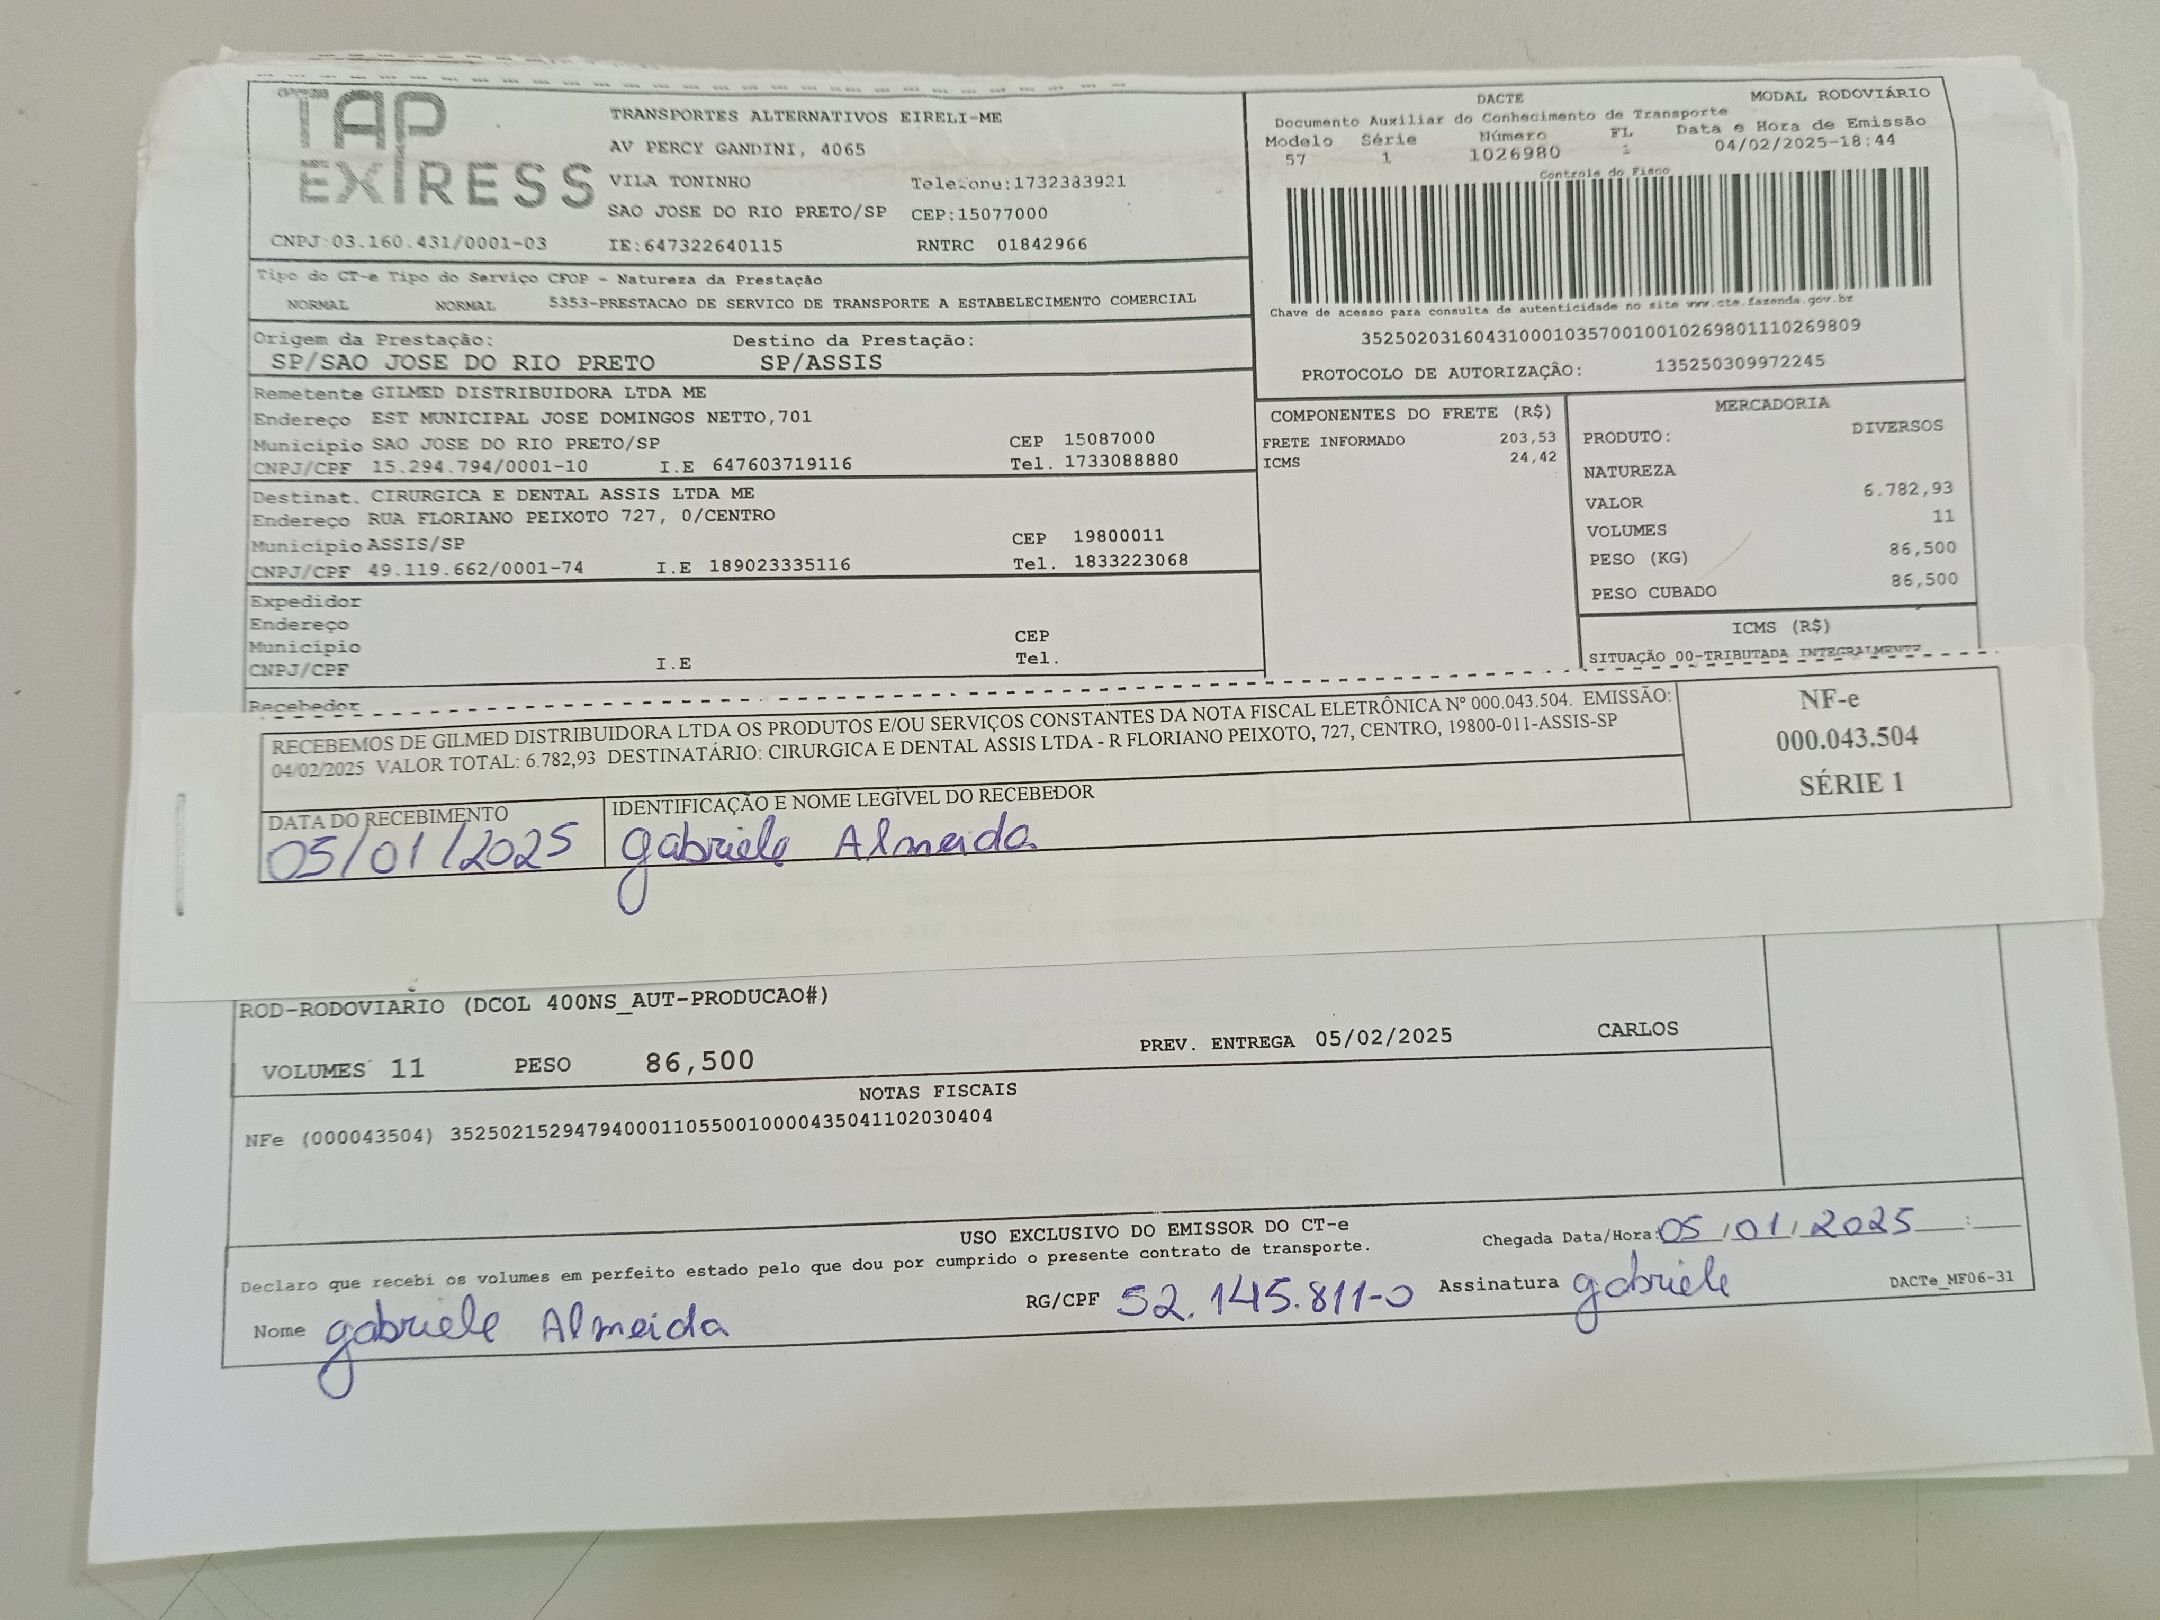 TAP EXPRESS
TRANSPORTES ALTERNATIVOS EIRELI-ME
AV PERCY GANDINI, 4065
VILA TONINHO Telefone:1732383921
SAO JOSE DO RIO PRETO/SP CEP:15077000
CNPJ:03.160.431/0001-03 IE:647322640115 RNTRC 01842966
DACTE MODAL RODOVIÁRIO
Documento Auxiliar do Conhecimento de Transporte
Modelo Série Número FL Data e Hora de Emissão
57 1 1026980 1 04/02/2025-18:44
Controle do Fisco
Chave de acesso para consulta de autenticidade no site www.cte.fazenda.gov.br
35250203160431000103570010010269801110269809
PROTOCOLO DE AUTORIZAÇÃO: 135250309972245
Tipo do CT-e Tipo do Serviço CFOP - Natureza da Prestação
NORMAL NORMAL 5353-PRESTACAO DE SERVICO DE TRANSPORTE A ESTABELECIMENTO COMERCIAL
Origem da Prestação: Destino da Prestação:
SP/SAO JOSE DO RIO PRETO SP/ASSIS
Remetente GILMED DISTRIBUIDORA LTDA ME
Endereço EST MUNICIPAL JOSE DOMINGOS NETTO,701
Município SAO JOSE DO RIO PRETO/SP CEP 15087000
CNPJ/CPF 15.294.794/0001-10 I.E 647603719116 Tel. 1733088880
Destinat. CIRURGICA E DENTAL ASSIS LTDA ME
Endereço RUA FLORIANO PEIXOTO 727, 0/CENTRO
Município ASSIS/SP CEP 19800011
CNPJ/CPF 49.119.662/0001-74 I.E 189023335116 Tel. 1833223068
Expedidor
Endereço
Município CEP
CNPJ/CPF I.E Tel.
Recebedor
COMPONENTES DO FRETE (R$)
FRETE INFORMADO 203,53
ICMS 24,42
MERCADORIA
PRODUTO: DIVERSOS
NATUREZA
VALOR 6.782,93
VOLUMES 11
PESO (KG) 86,500
PESO CUBADO 86,500
ICMS (R$)
SITUAÇÃO 00-TRIBUTADA INTEGRALMENTE
RECEBEMOS DE GILMED DISTRIBUIDORA LTDA OS PRODUTOS E/OU SERVIÇOS CONSTANTES DA NOTA FISCAL ELETRÔNICA Nº 000.043.504. EMISSÃO:
04/02/2025 VALOR TOTAL: 6.782,93 DESTINATÁRIO: CIRURGICA E DENTAL ASSIS LTDA - R FLORIANO PEIXOTO, 727, CENTRO, 19800-011-ASSIS-SP
NF-e
000.043.504
SÉRIE 1
DATA DO RECEBIMENTO IDENTIFICAÇÃO E NOME LEGÍVEL DO RECEBEDOR
05/01/2025 gabriele Almeida
ROD-RODOVIARIO (DCOL 400NS_AUT-PRODUCAO#)
VOLUMES 11 PESO 86,500 PREV. ENTREGA 05/02/2025 CARLOS
NOTAS FISCAIS
NFe (000043504) 35250215294794000110550010000435041102030404
USO EXCLUSIVO DO EMISSOR DO CT-e
Declaro que recebi os volumes em perfeito estado pelo que dou por cumprido o presente contrato de transporte. Chegada Data/Hora: 05/01/2025 __:__
Nome gabriele Almeida RG/CPF 52.145.811-0 Assinatura gabriele DACTe_MF06-31